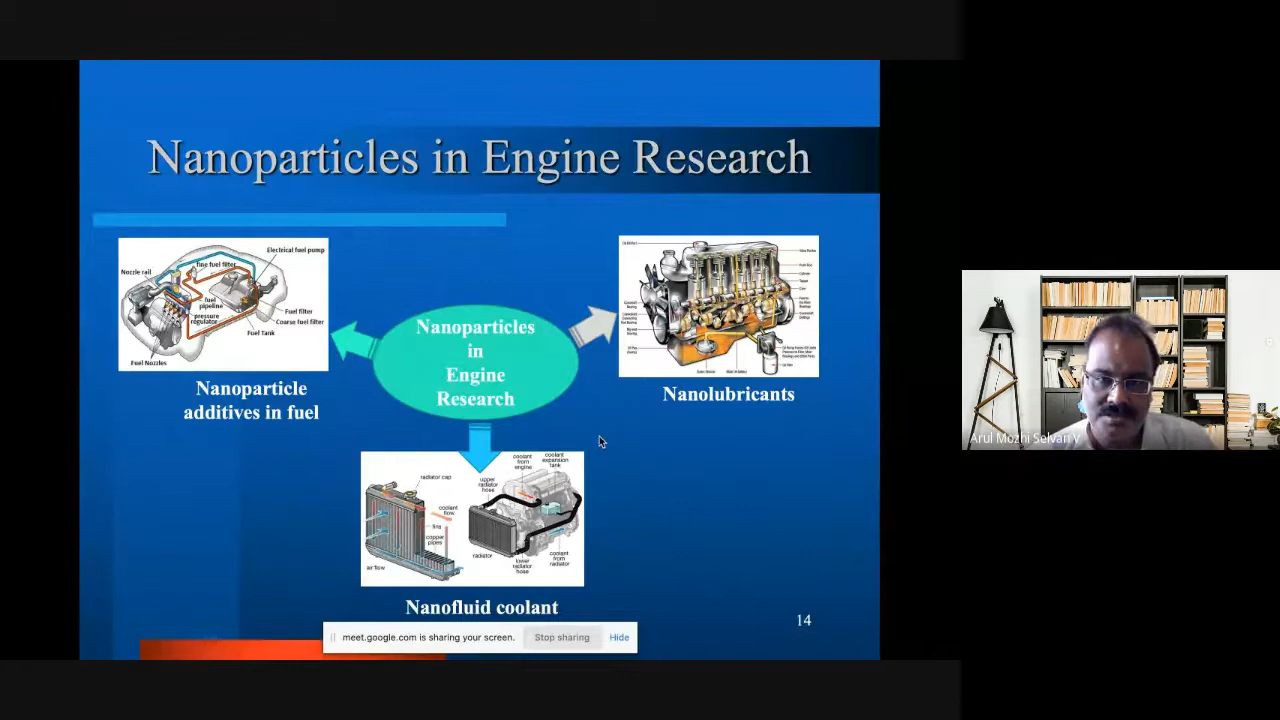 Nanoparticles in Engine Research
Electrical fuel pump
fine fuel filter
Nozzle rail
fuel
pipeline
pressure
regulator
Fuel filter
Coarse fuel filter
Fuel Tank
Fuel Nozzles
Nanoparticle
additives in fuel
Nanoparticles
in
Engine
Research
Nanolubricants
radiator cap
coolant
flow
fins
copper
pipes
air flow
coolant
from
engine
coolant
expansion
tank
upper
radiator
hose
radiator
lower
radiator
hose
coolant
from
radiator
Nanofluid coolant
14
meet.google.com is sharing your screen.
Stop sharing
Hide
Arul Mozhi Selvan V